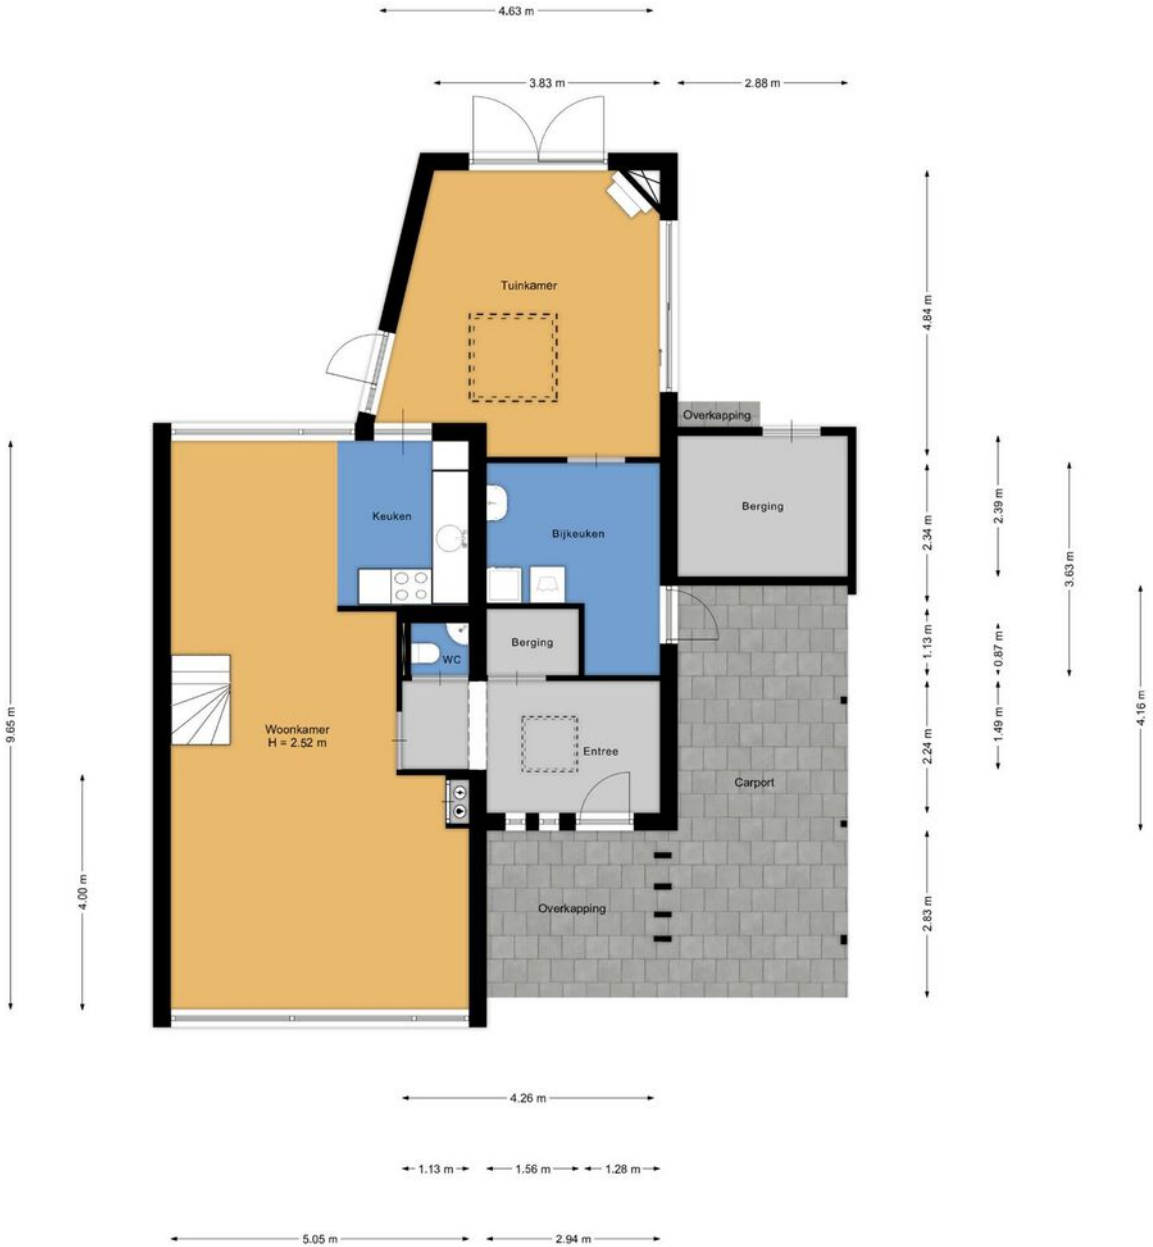 4.63 m
3.83 m
2.88 m
Tuinkamer
4.84 m
Overkapping
Keuken
Bijkeuken
Berging
2.34 m
2.39 m
3.63 m
Berging
WC
1.13 m
0.87 m
9.65 m
Woonkamer
H = 2.52 m
Entree
Carport
2.24 m
1.49 m
4.16 m
4.00 m
Overkapping
2.83 m
4.26 m
1.13 m
1.56 m
1.28 m
5.05 m
2.94 m